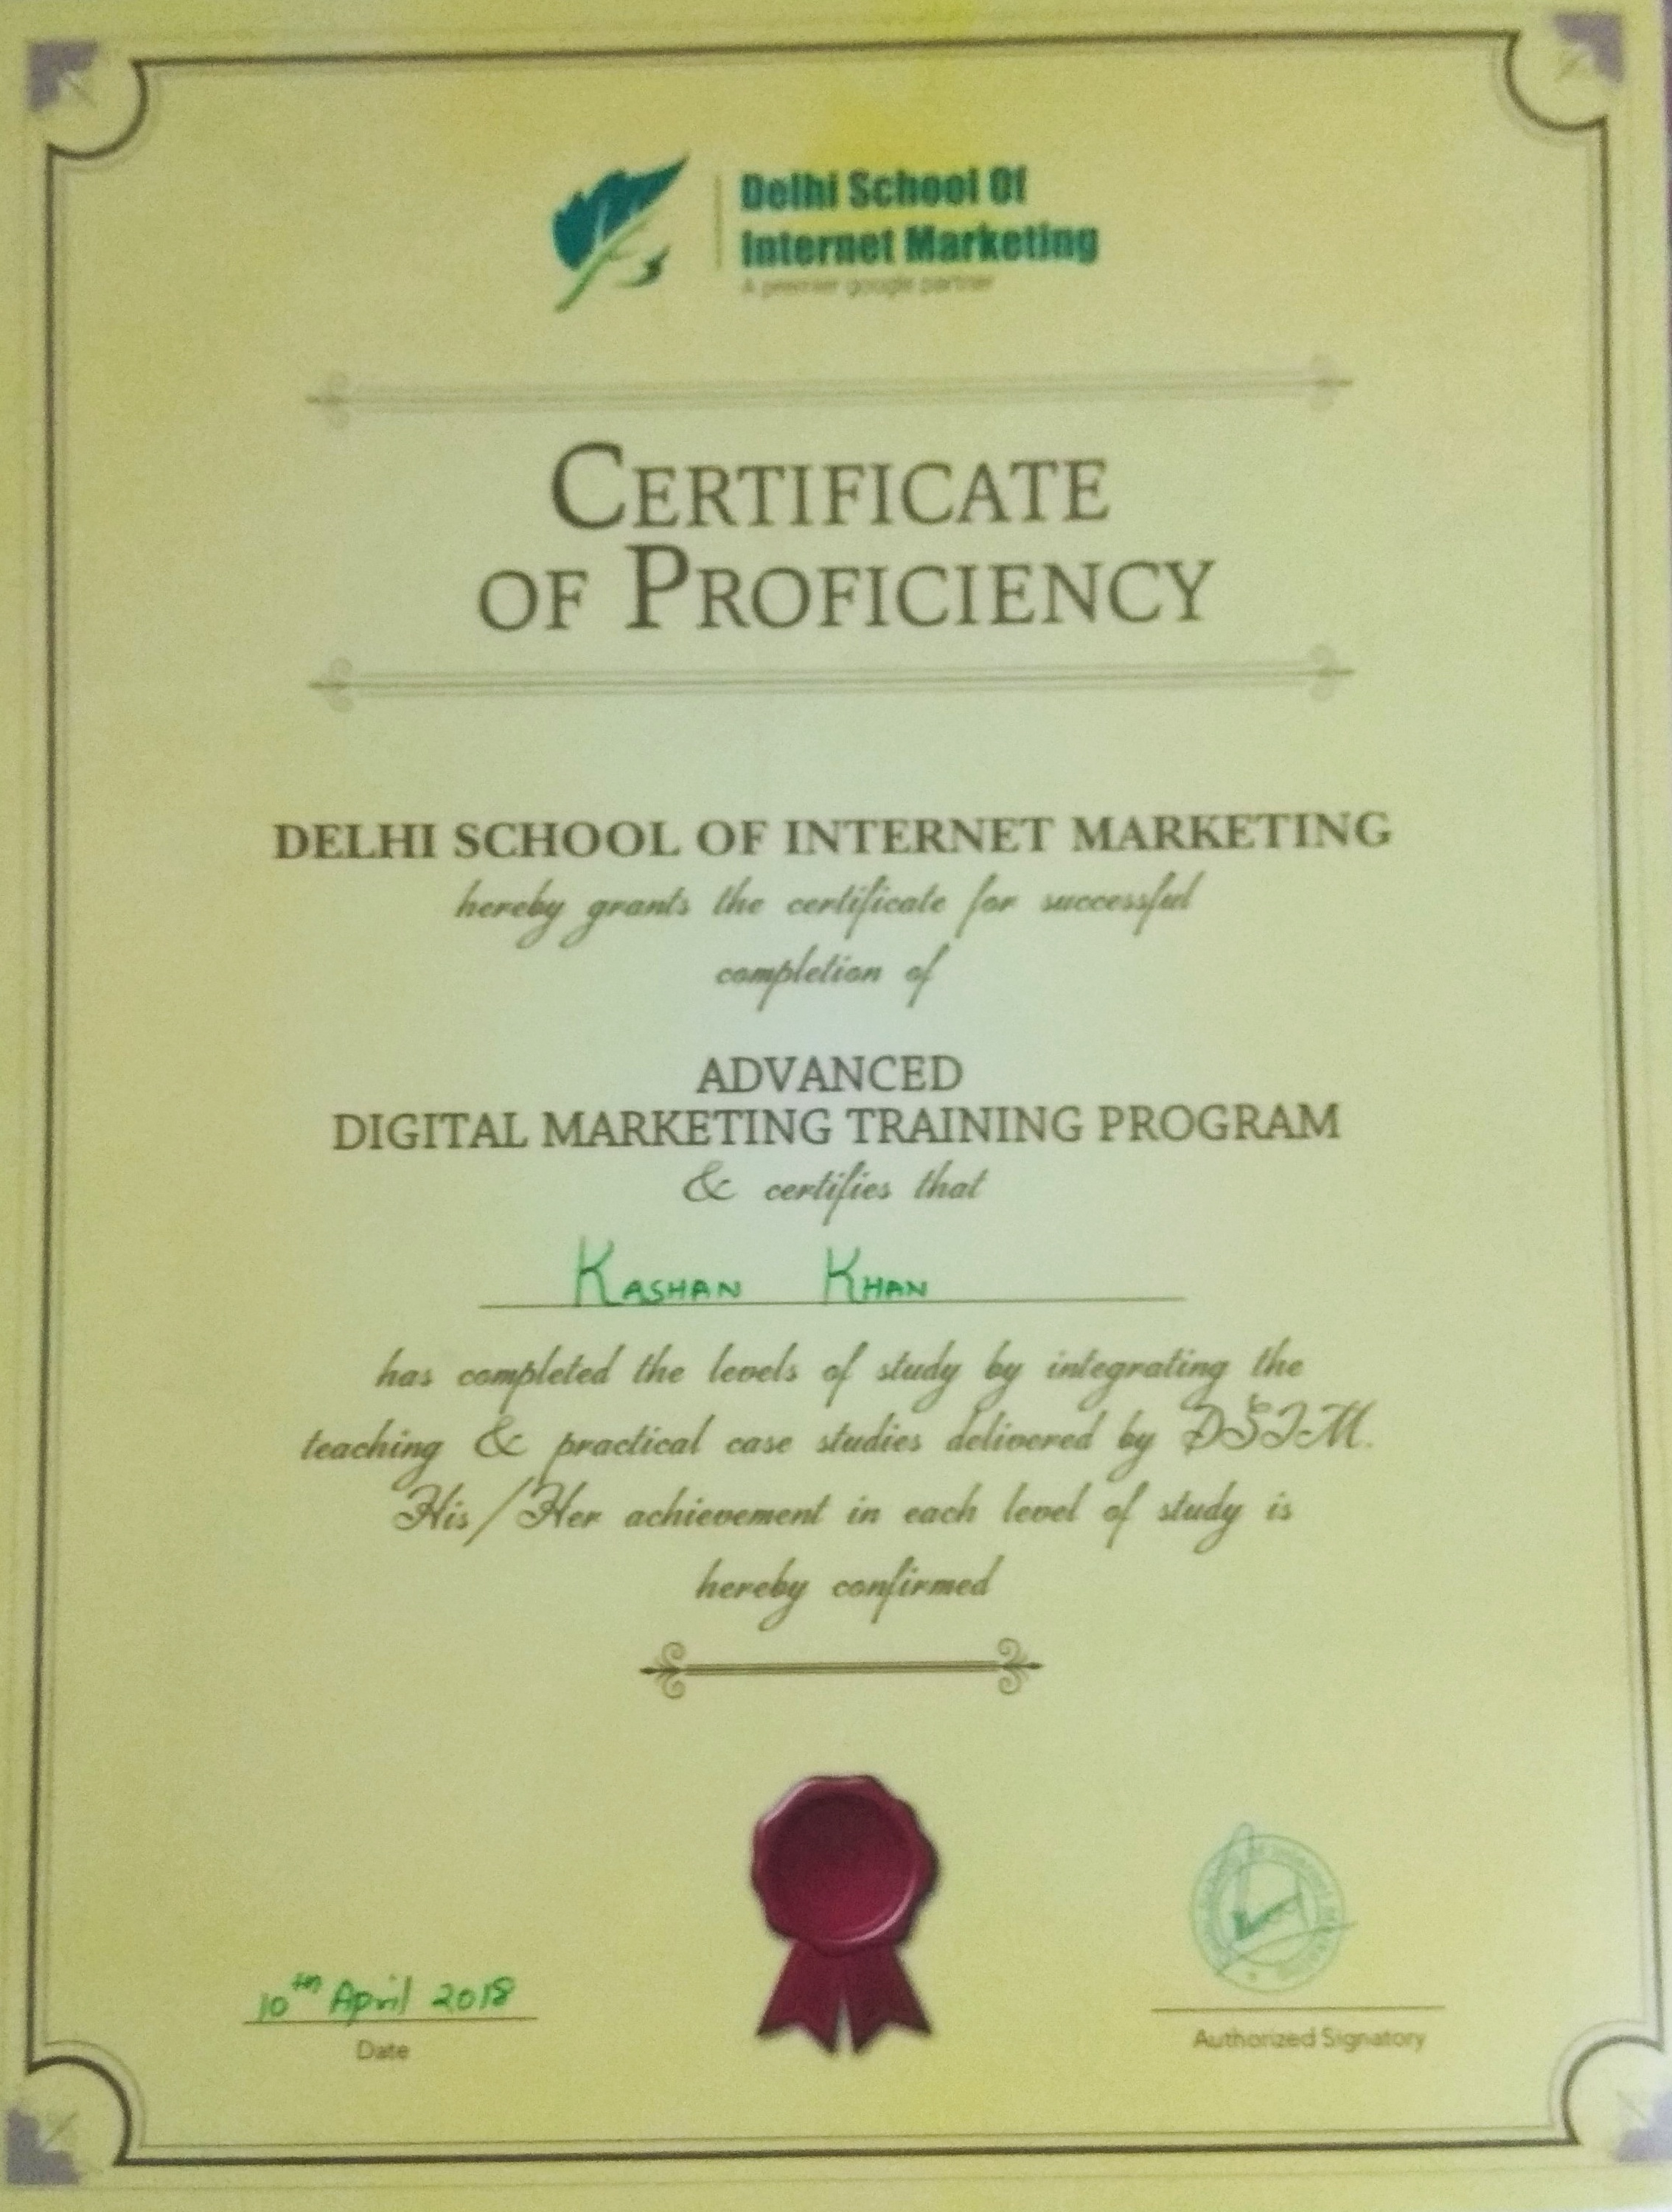 Delhi School Of
Internet Marketing
A premier google partner
CERTIFICATE
OF PROFICIENCY
DELHI SCHOOL OF INTERNET MARKETING
hereby grants the certificate for successful
completion of
ADVANCED
DIGITAL MARKETING TRAINING PROGRAM
& certifies that
KASHAN KHAN
has completed the levels of study by integrating the
teaching & practical case studies delivered by DSIM.
His/Her achievement in each level of study is
hereby confirmed
10th April 2018
Date
Authorized Signatory